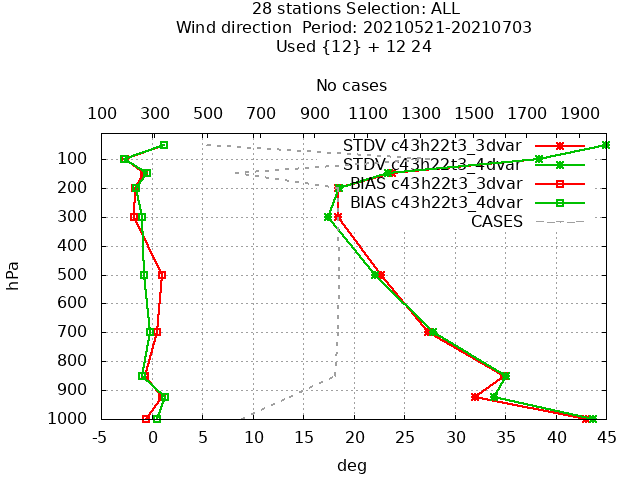 28 stations Selection: ALL
Wind direction  Period: 20210521-20210703
Used {12} + 12 24
No cases
100 300 500 700 900 1100 1300 1500 1700 1900
STDV c43h22t3_3dvar
STDV c43h22t3_4dvar
BIAS c43h22t3_3dvar
BIAS c43h22t3_4dvar
CASES
100
200
300
400
500
600
700
800
900
1000
hPa
-5 0 5 10 15 20 25 30 35 40 45
deg